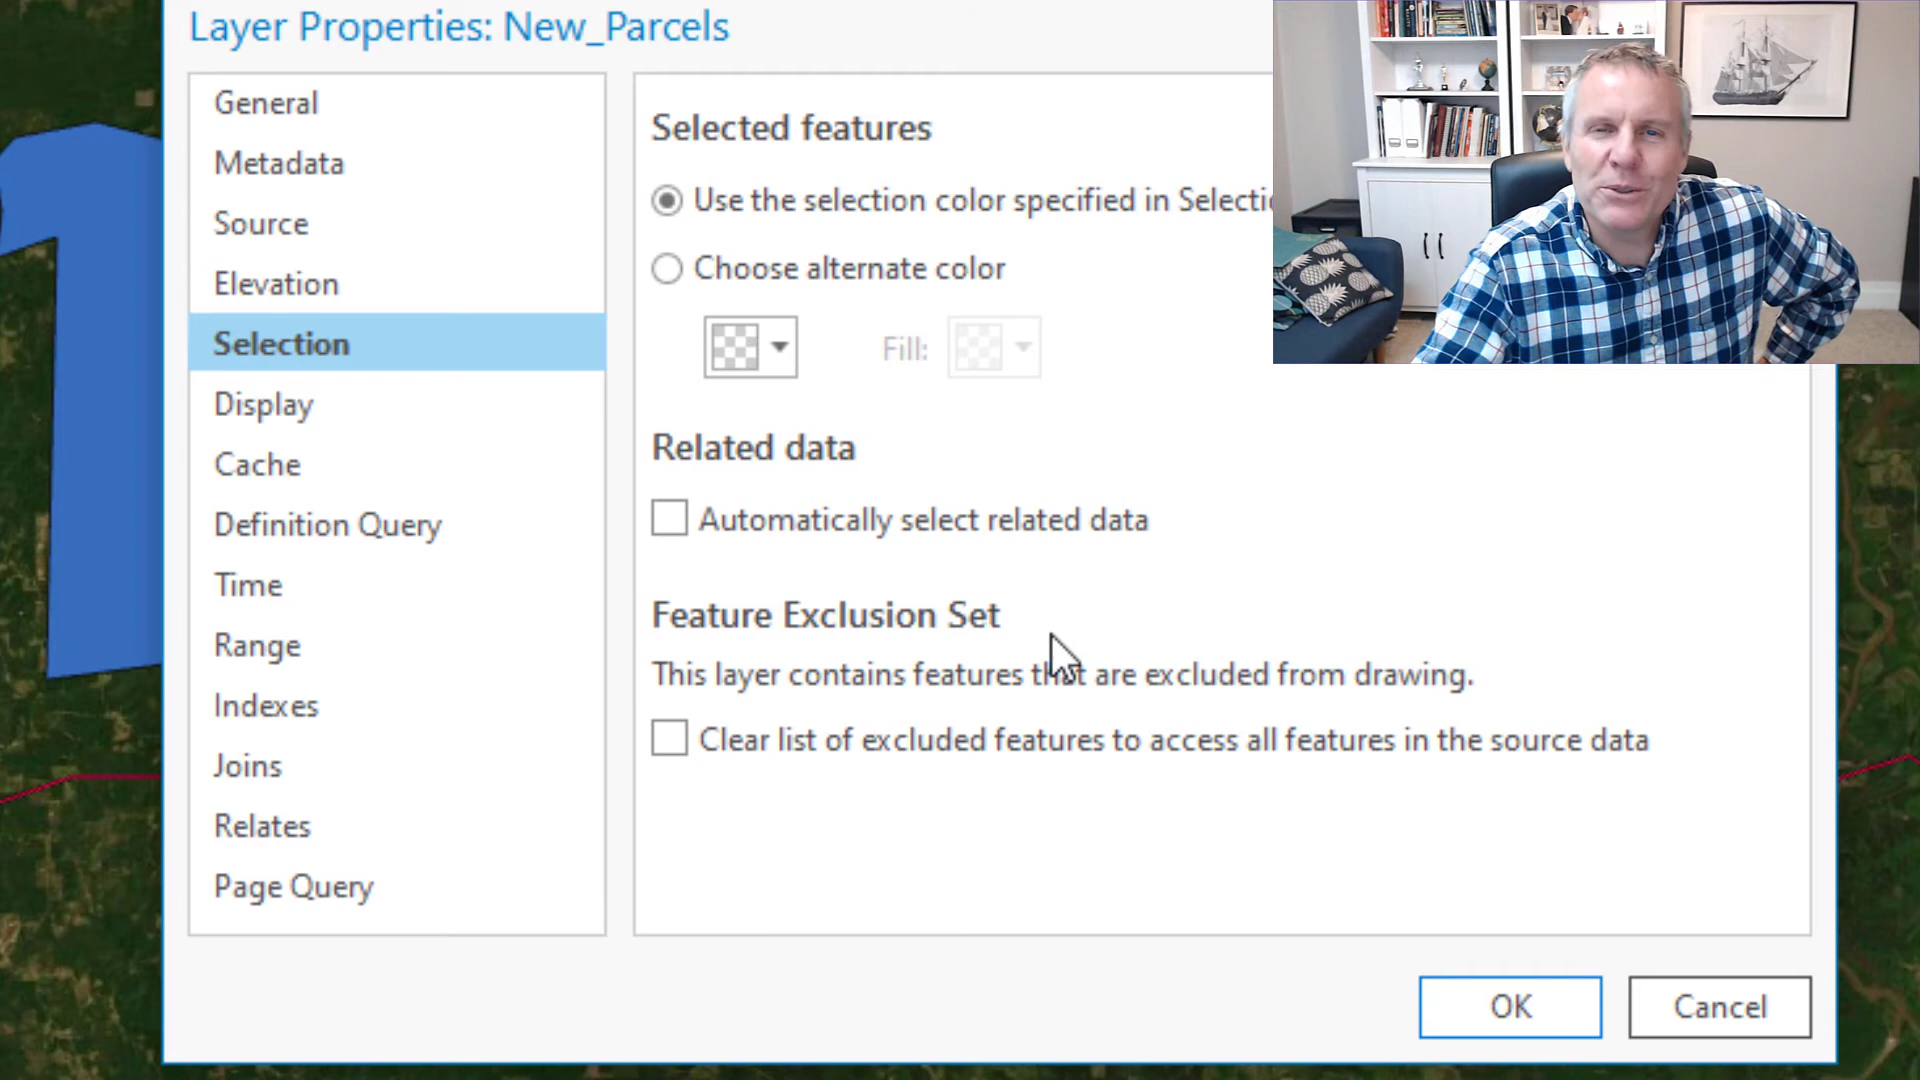 Layer Properties: New_Parcels
General
Metadata
Source
Elevation
Selection
Display
Cache
Definition Query
Time
Range
Indexes
Joins
Relates
Page Query
Selected features
Use the selection color specified in
Choose alternate color
Fill:
Related data
Automatically select related data
Feature Exclusion Set
This layer contains features that are excluded from drawing.
Clear list of excluded features to access all features in the source data
OK
Cancel
1